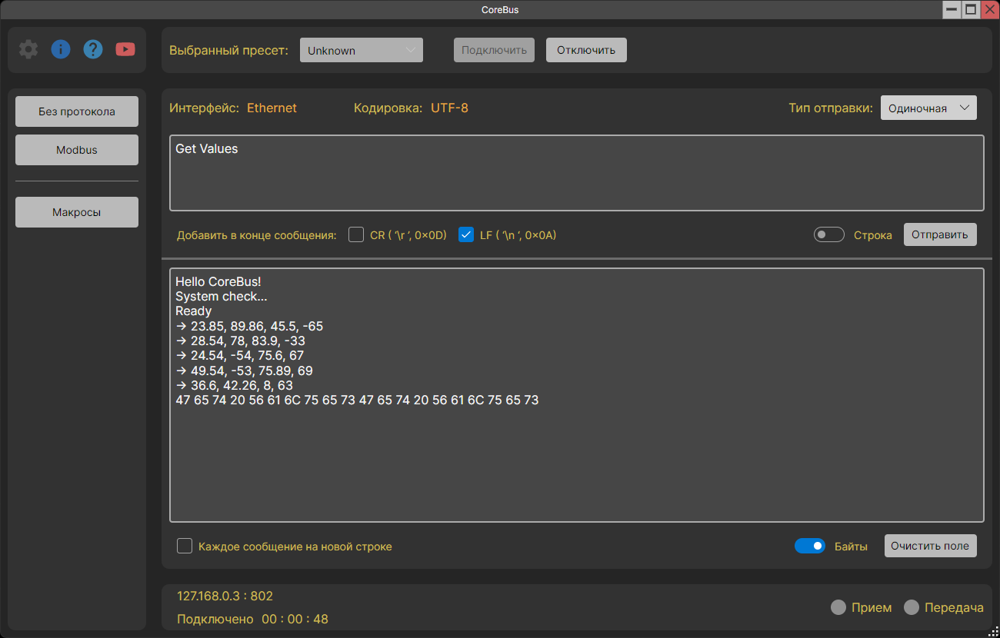 CoreBus
Выбранный пресет: Unknown Подключить Отключить
Без протокола
Modbus
Макросы
Интерфейс: Ethernet Кодировка: UTF-8 Тип отправки: Одиночная
Get Values
Добавить в конце сообщения: CR ( '\r ', 0x0D) LF ( '\n ', 0x0A) Строка Отправить
Hello CoreBus!
System check...
Ready
→ 23.85, 89.86, 45.5, -65
→ 28.54, 78, 83.9, -33
→ 24.54, -54, 75.6, 67
→ 49.54, -53, 75.89, 69
→ 36.6, 42.26, 8, 63
47 65 74 20 56 61 6C 75 65 73 47 65 74 20 56 61 6C 75 65 73
Каждое сообщение на новой строке Байты Очистить поле
127.168.0.3 : 802
Подключено 00 : 00 : 48
Прием Передача